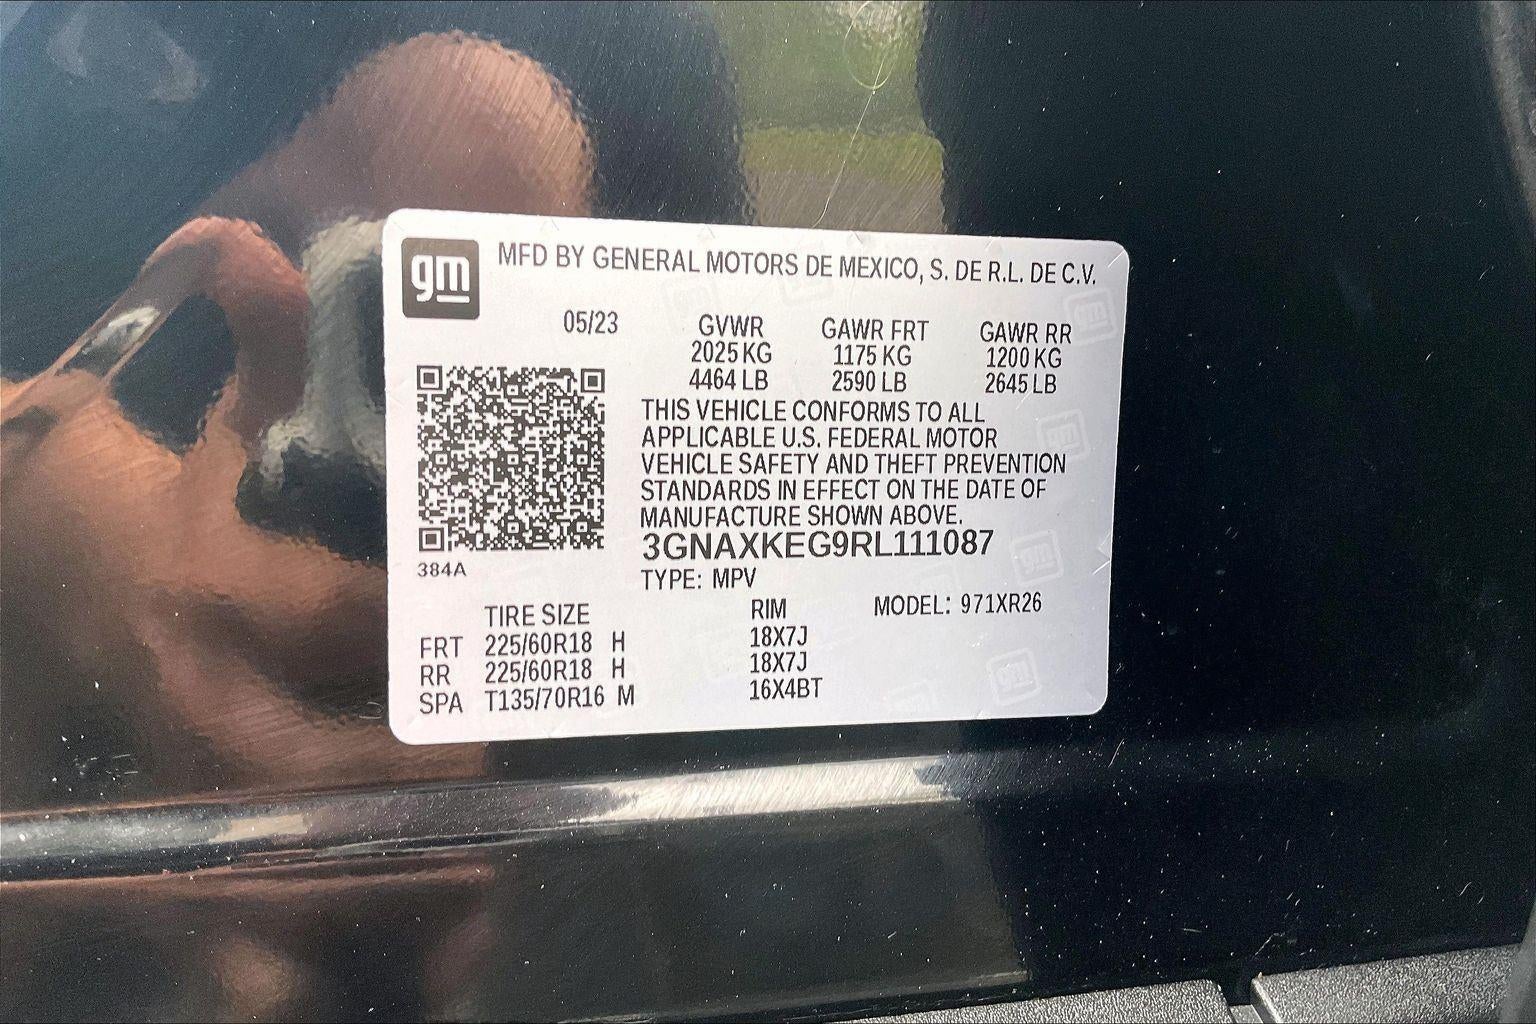 gm
MFD BY GENERAL MOTORS DE MEXICO, S. DE R.L. DE C.V.
05/23 GVWR GAWR FRT GAWR RR
2025 KG 1175 KG 1200 KG
4464 LB 2590 LB 2645 LB
THIS VEHICLE CONFORMS TO ALL
APPLICABLE U.S. FEDERAL MOTOR
VEHICLE SAFETY AND THEFT PREVENTION
STANDARDS IN EFFECT ON THE DATE OF
MANUFACTURE SHOWN ABOVE.
3GNAXKEG9RL111087
384A
TYPE: MPV
TIRE SIZE RIM MODEL: 971XR26
FRT 225/60R18 H 18X7J
RR 225/60R18 H 18X7J
SPA T135/70R16 M 16X4BT